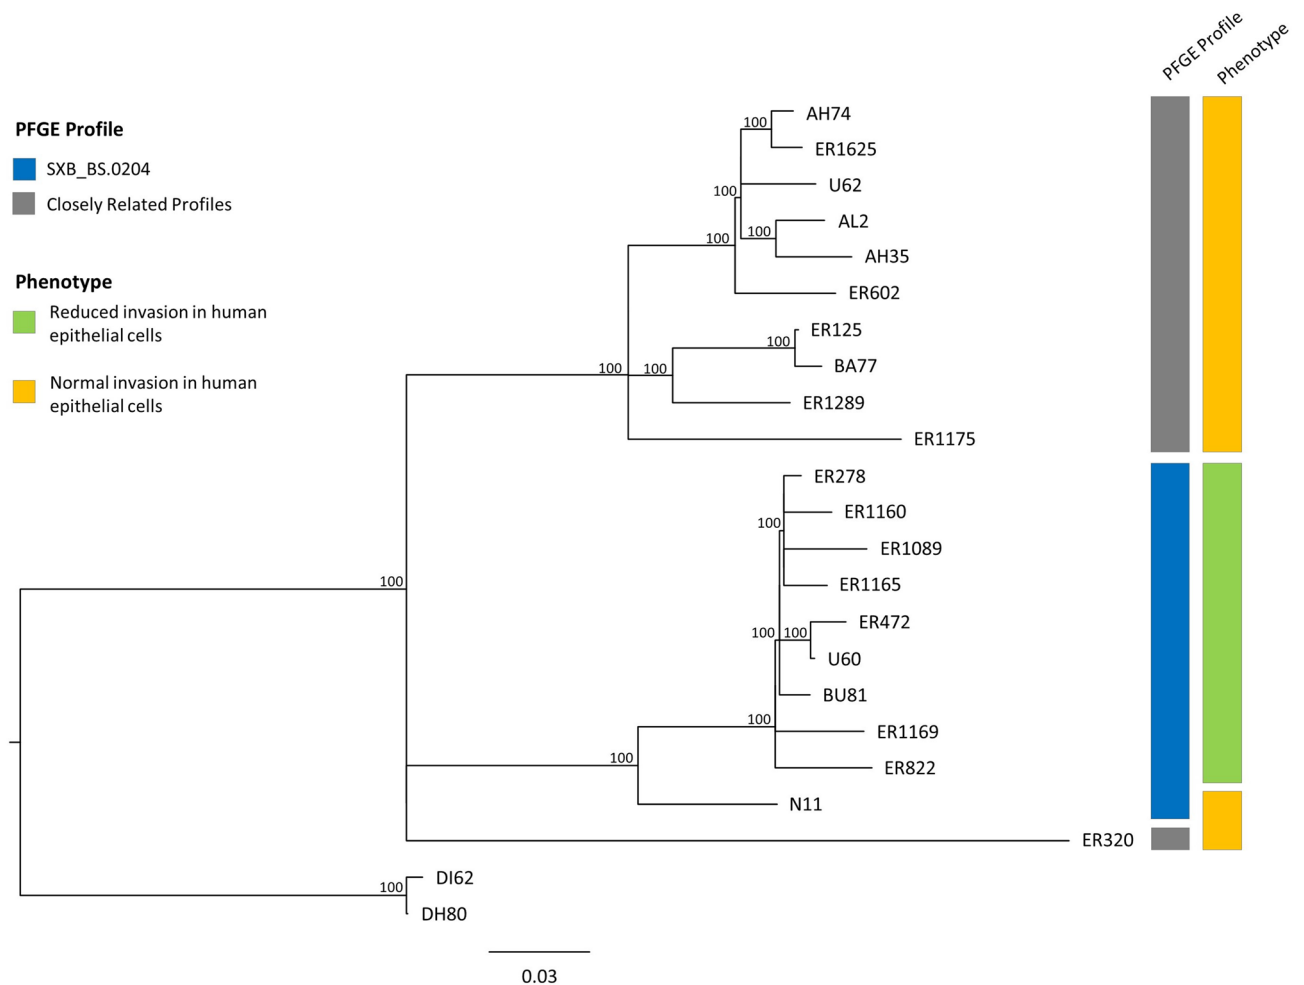 PFGE Profile
Phenotype
PFGE Profile
SXB_BS.0204
Closely Related Profiles
Phenotype
Reduced invasion in human
epithelial cells
Normal invasion in human
epithelial cells
100
AH74
ER1625
100
U62
AL2
100
100
AH35
ER602
ER125
100
BA77
100
100
ER1289
ER1175
ER278
ER1160
100
ER1089
100
ER1165
ER472
100
100
U60
BU81
100
ER1169
100
ER822
N11
ER320
100
DI62
DH80
0.03